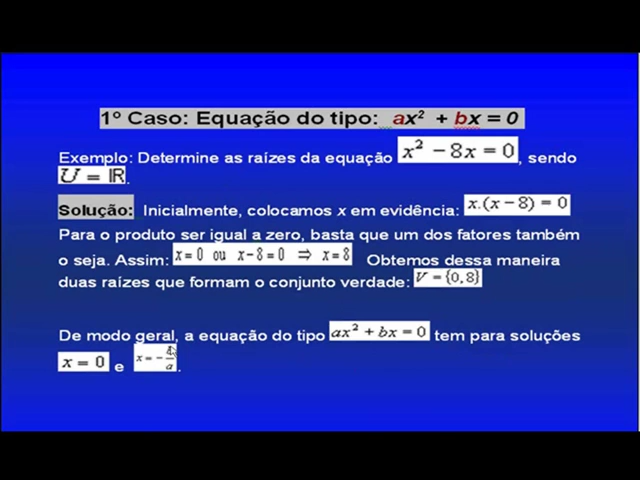 1º Caso: Equação do tipo: ax² + bx = 0
Exemplo: Determine as raízes da equação x² − 8x = 0, sendo
U = ℝ.
Solução: Inicialmente, colocamos x em evidência: x.(x − 8) = 0
Para o produto ser igual a zero, basta que um dos fatores também
o seja. Assim: x = 0 ou x − 8 = 0 ⇒ x = 8 Obtemos dessa maneira
duas raízes que formam o conjunto verdade: V = {0, 8}
De modo geral, a equação do tipo ax² + bx = 0 tem para soluções
x = 0 e x = −b/a.